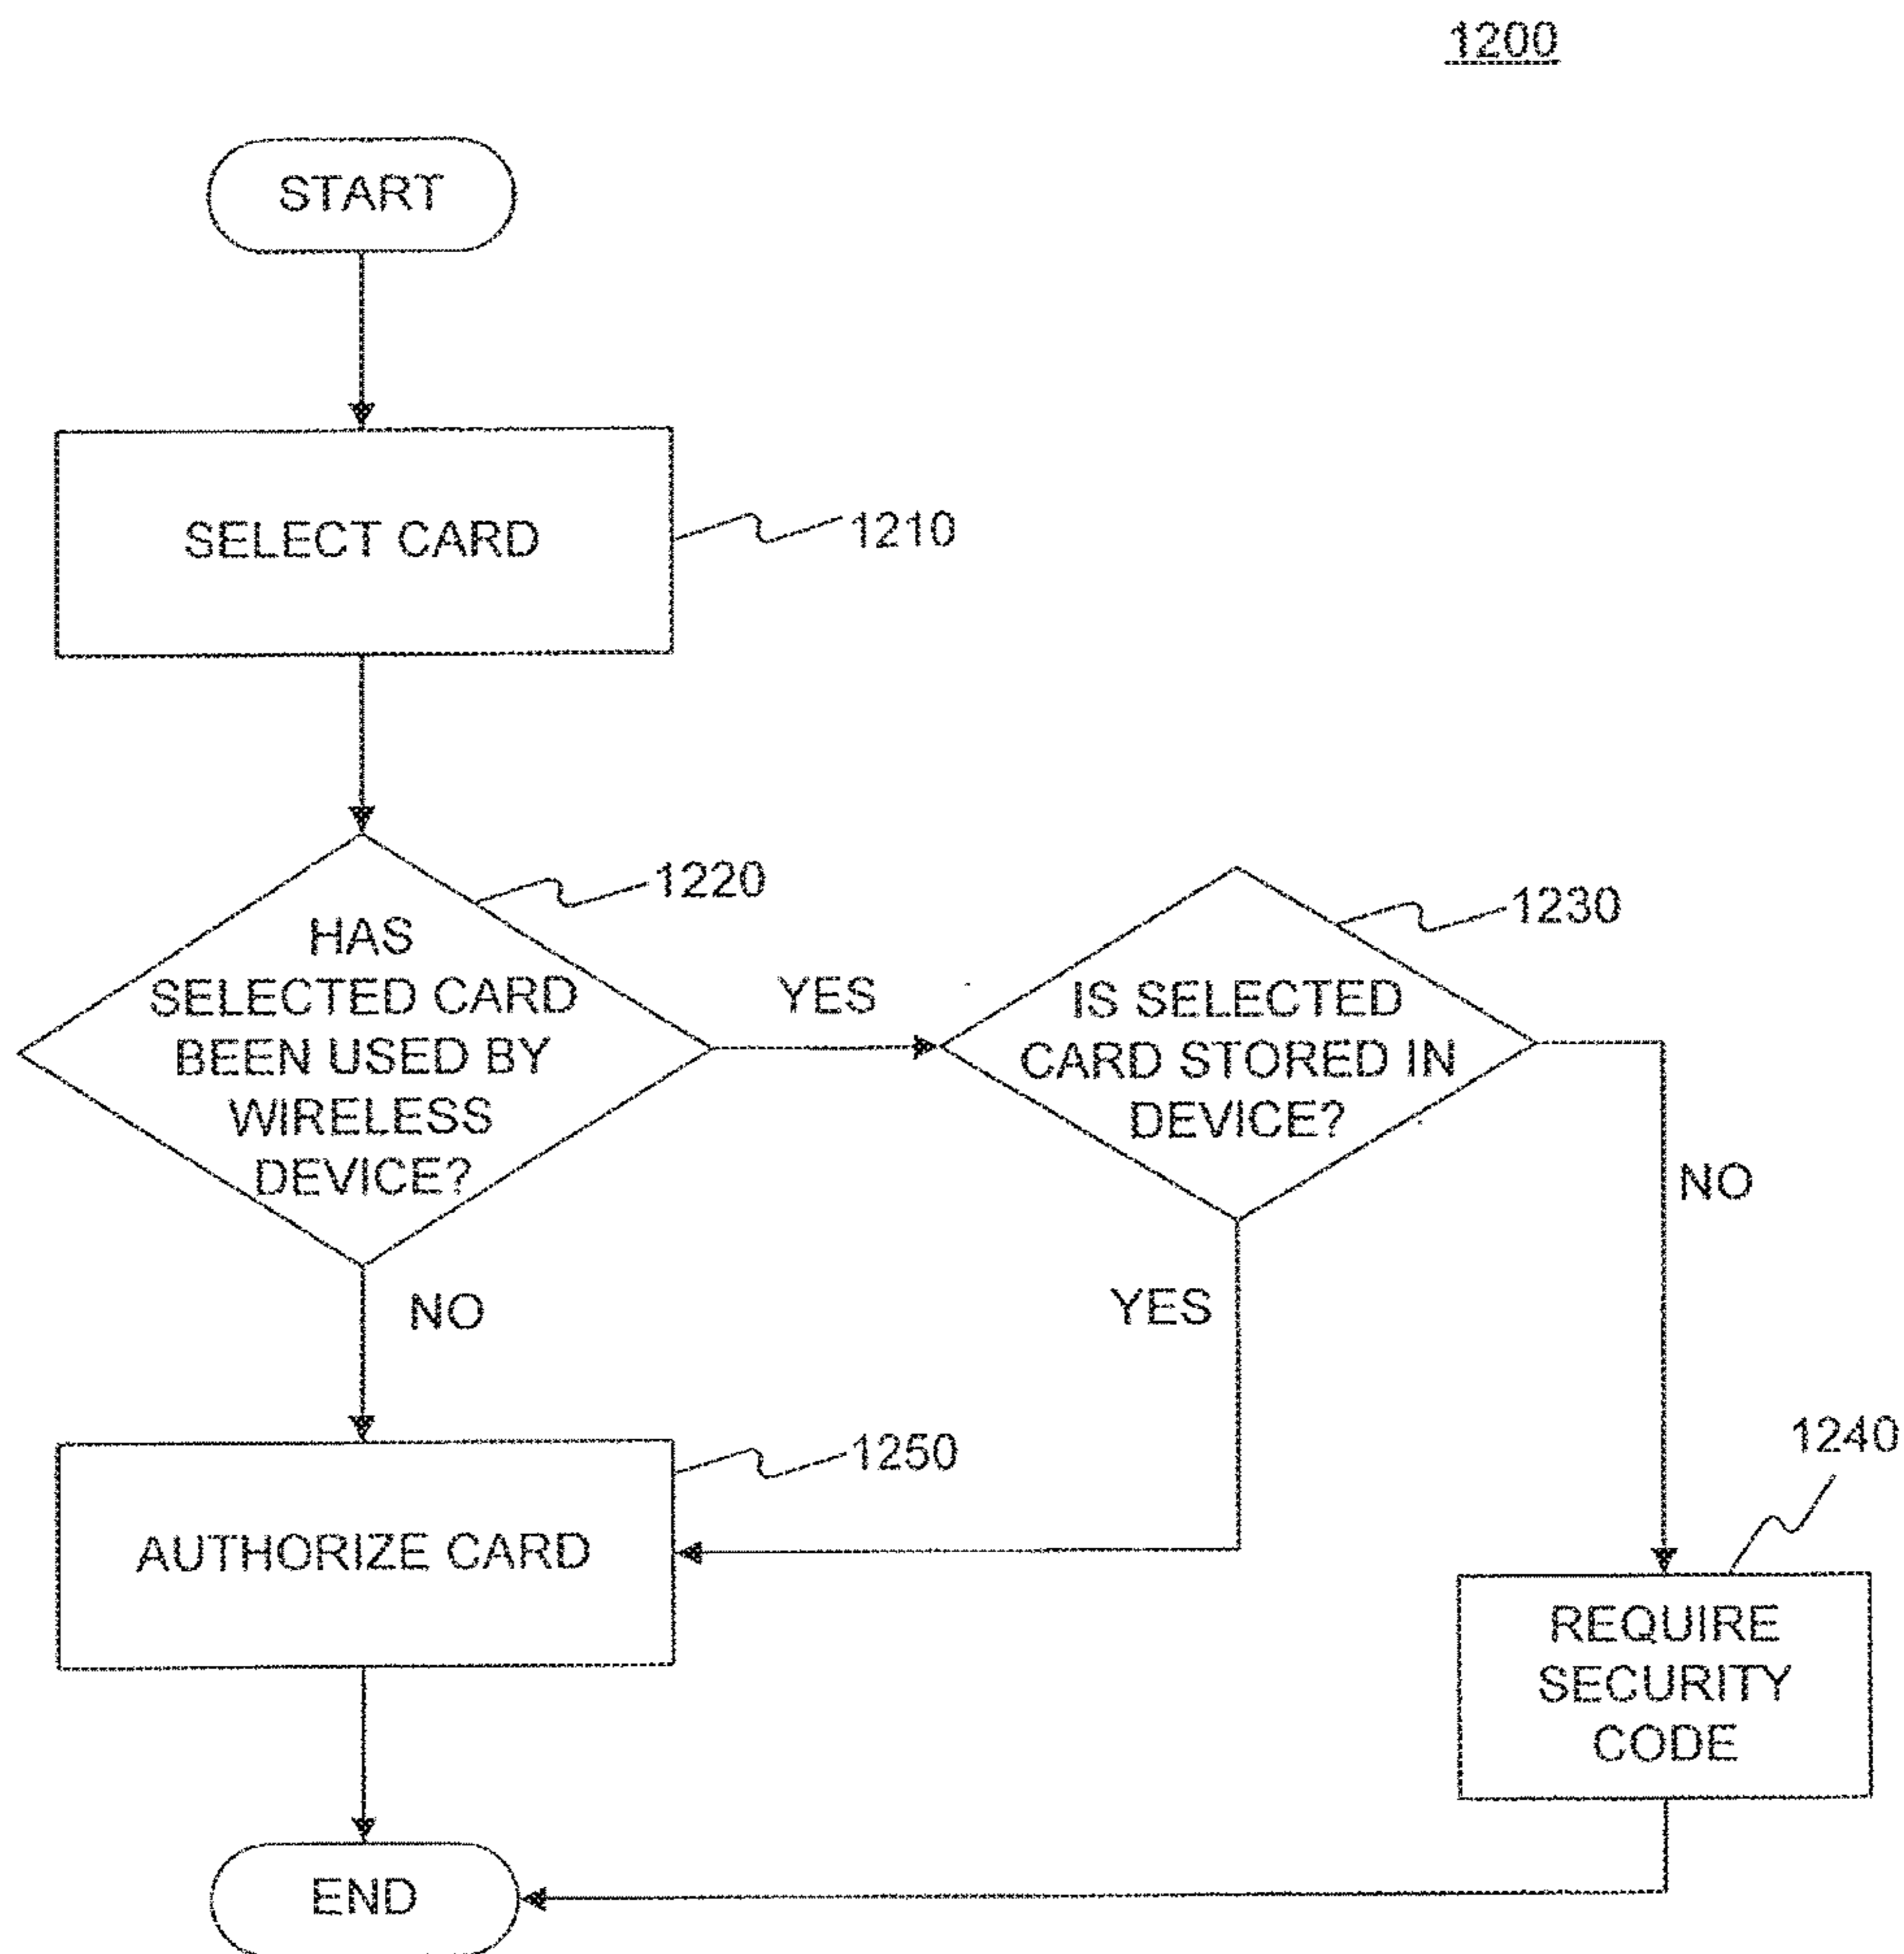 1200
START
SELECT CARD
1210
1220
HAS
SELECTED CARD
BEEN USED BY
WIRELESS
DEVICE?
YES
1230
IS SELECTED
CARD STORED IN
DEVICE?
NO
YES
NO
1250
AUTHORIZE CARD
1240
REQUIRE
SECURITY
CODE
END